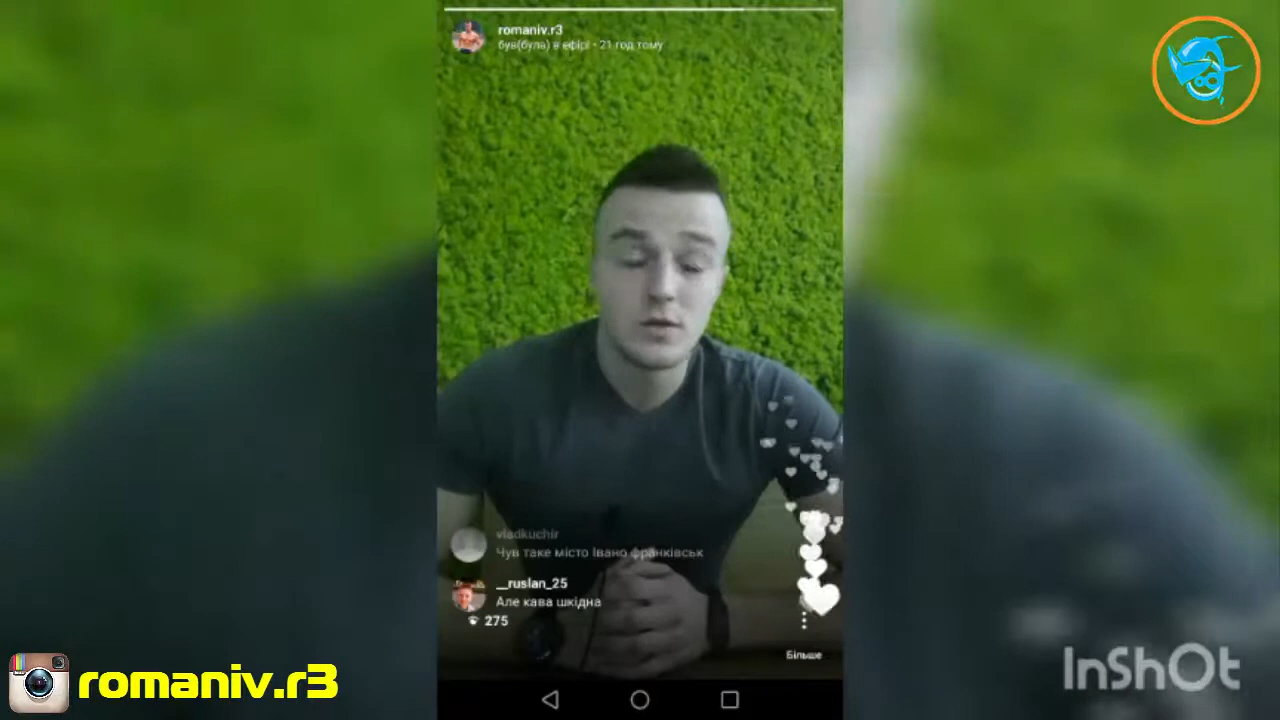 romaniv.r3
був(була) в ефірі • 21 год тому
vladkuchir
Чув таке місто Івано франківськ
__ruslan_25
Але кава шкідна
275
Більше
romaniv.r3
InShOt